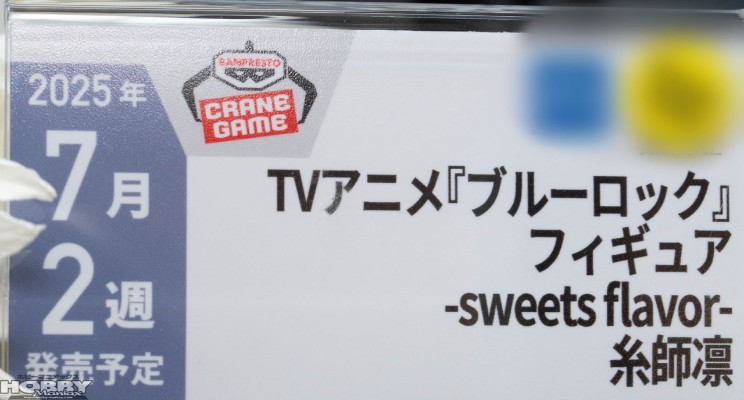 2025年
7月
2週
発売予定
BANPRESTO
CRANE
GAME
TVアニメ『ブルーロック』
フィギュア
-sweets flavor-
糸師凛
HOBBY
Maniax